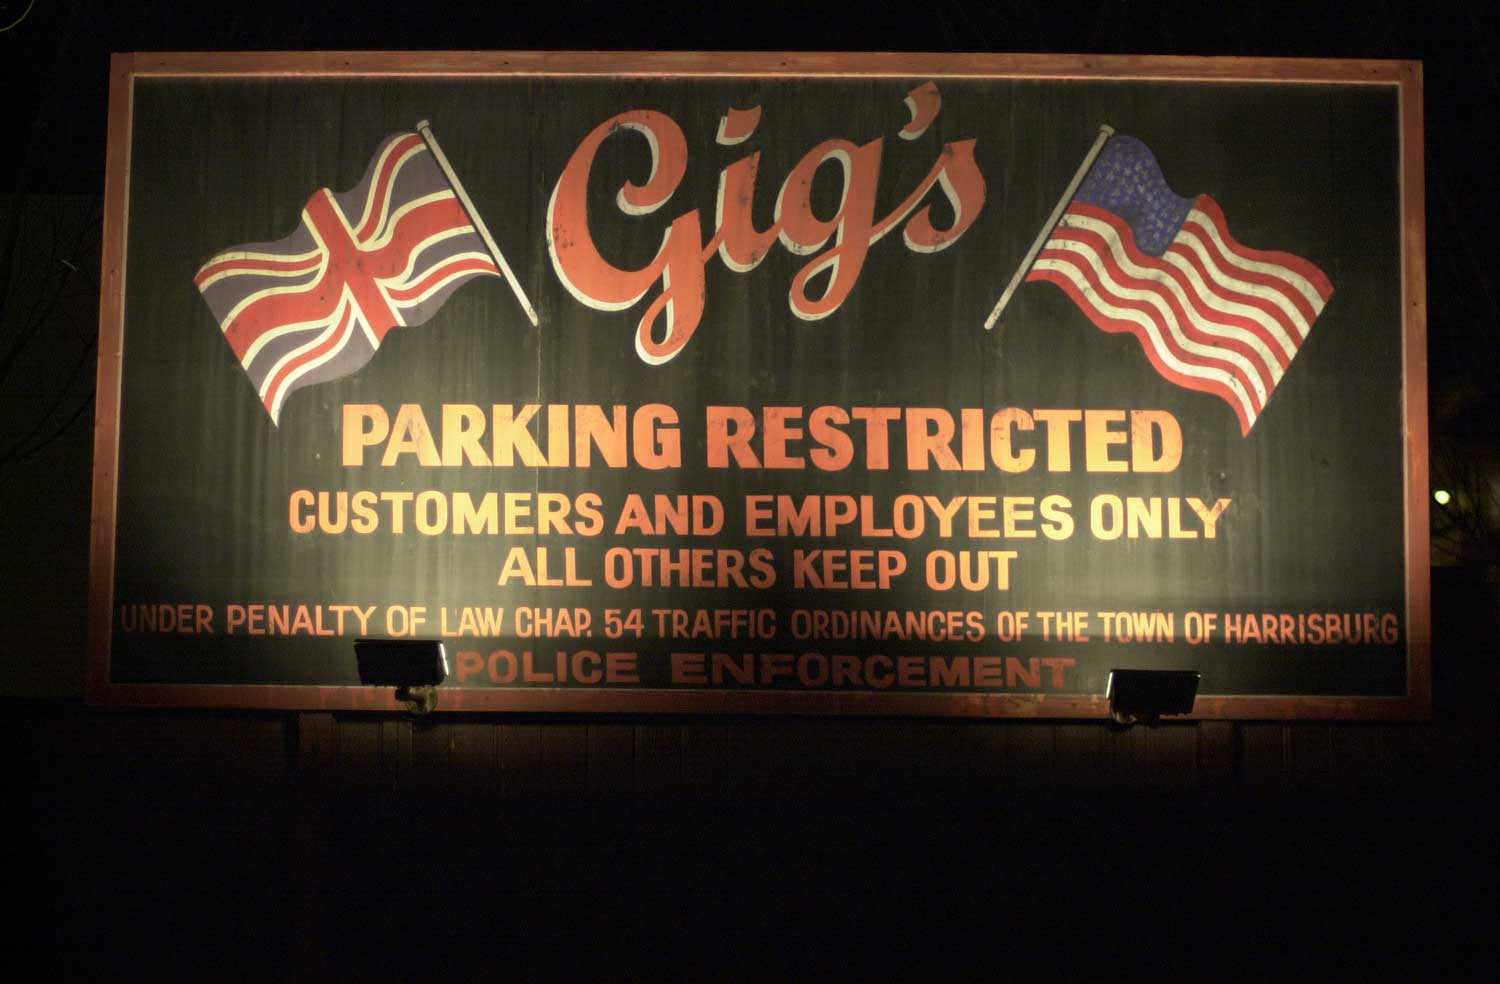 Gig's
PARKING RESTRICTED
CUSTOMERS AND EMPLOYEES ONLY
ALL OTHERS KEEP OUT
UNDER PENALTY OF LAW CHAP. 54 TRAFFIC ORDINANCES OF THE TOWN OF HARRISBURG
POLICE ENFORCEMENT